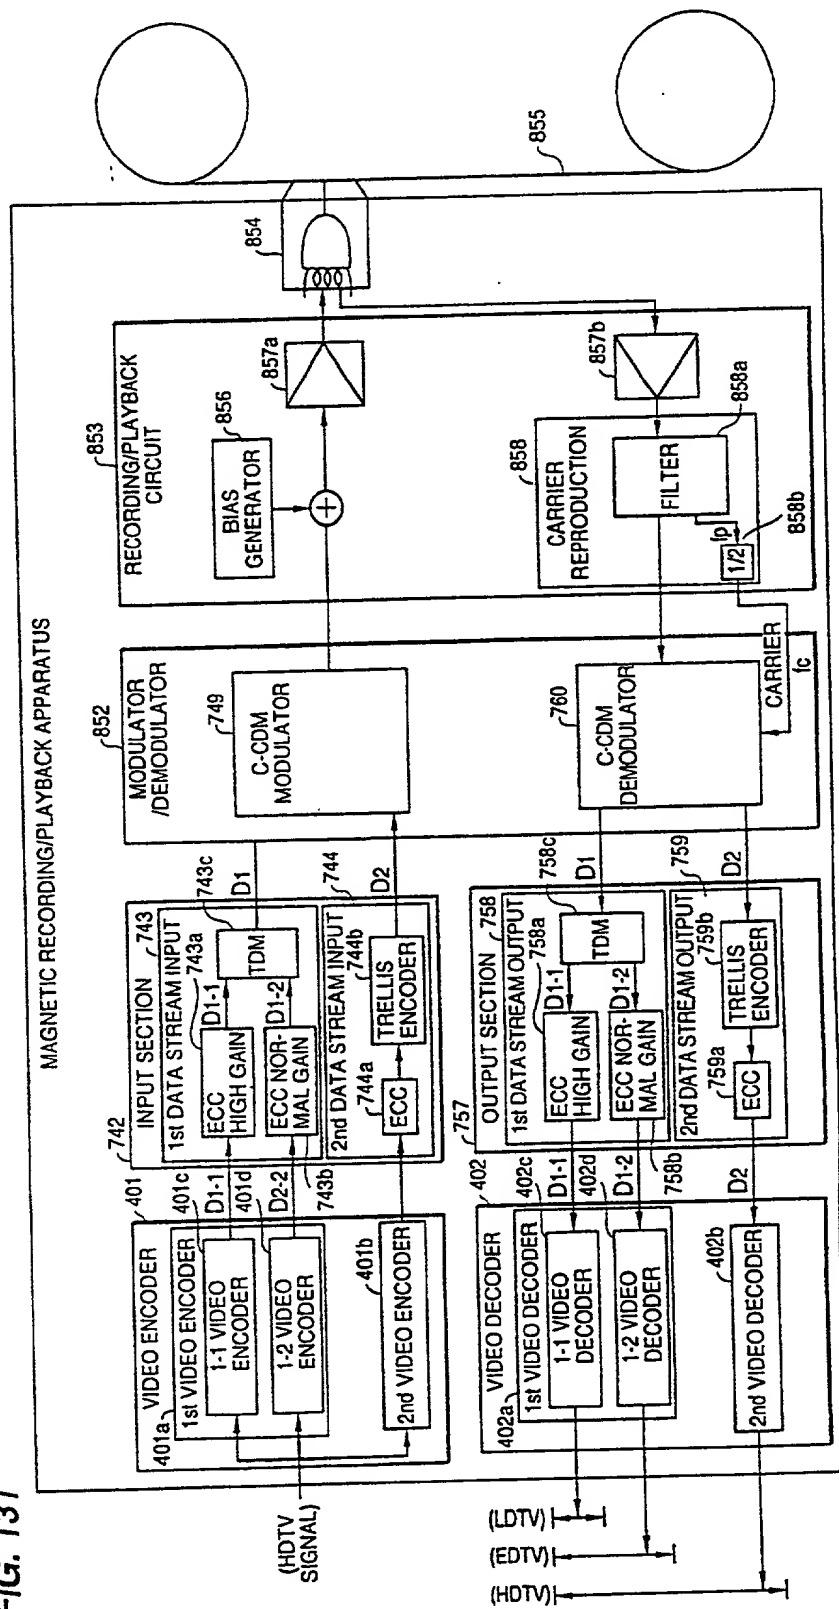 FIG. 131
MAGNETIC RECORDING/PLAYBACK APPARATUS
401
VIDEO ENCODER
401a
1st VIDEO ENCODER
401c
1-1 VIDEO
ENCODER
401d
1-2 VIDEO
ENCODER
401b
2nd VIDEO ENCODER
(HDTV
SIGNAL)
D1-1
D2-2
742
INPUT SECTION
743
1st DATA STREAM INPUT
743a
ECC
HIGH GAIN
D1-1
743c
TDM
ECC NOR-
MAL GAIN
D1-2
743b
2nd DATA STREAM INPUT
744
744a
ECC
744b
TRELLIS
ENCODER
D1
D2
852
MODULATOR
/DEMODULATOR
749
C-CDM
MODULATOR
853
RECORDING/PLAYBACK
CIRCUIT
BIAS
GENERATOR
856
+
857a
854
855
402
VIDEO DECODER
402a
1st VIDEO DECODER
402c
1-1 VIDEO
DECODER
402d
1-2 VIDEO
DECODER
402b
2nd VIDEO DECODER
(LDTV)
(EDTV)
(HDTV)
D1-1
D1-2
D2
757
OUTPUT SECTION
758
1st DATA STREAM OUTPUT
758a
ECC
HIGH GAIN
D1-1
758c
TDM
ECC NOR-
MAL GAIN
D1-2
758b
2nd DATA STREAM OUTPUT
759
759a
ECC
759b
TRELLIS
ENCODER
D1
D2
760
C-CDM
DEMODULATOR
CARRIER
fc
858
CARRIER
REPRODUCTION
FILTER
858a
fp
1/2
858b
857b